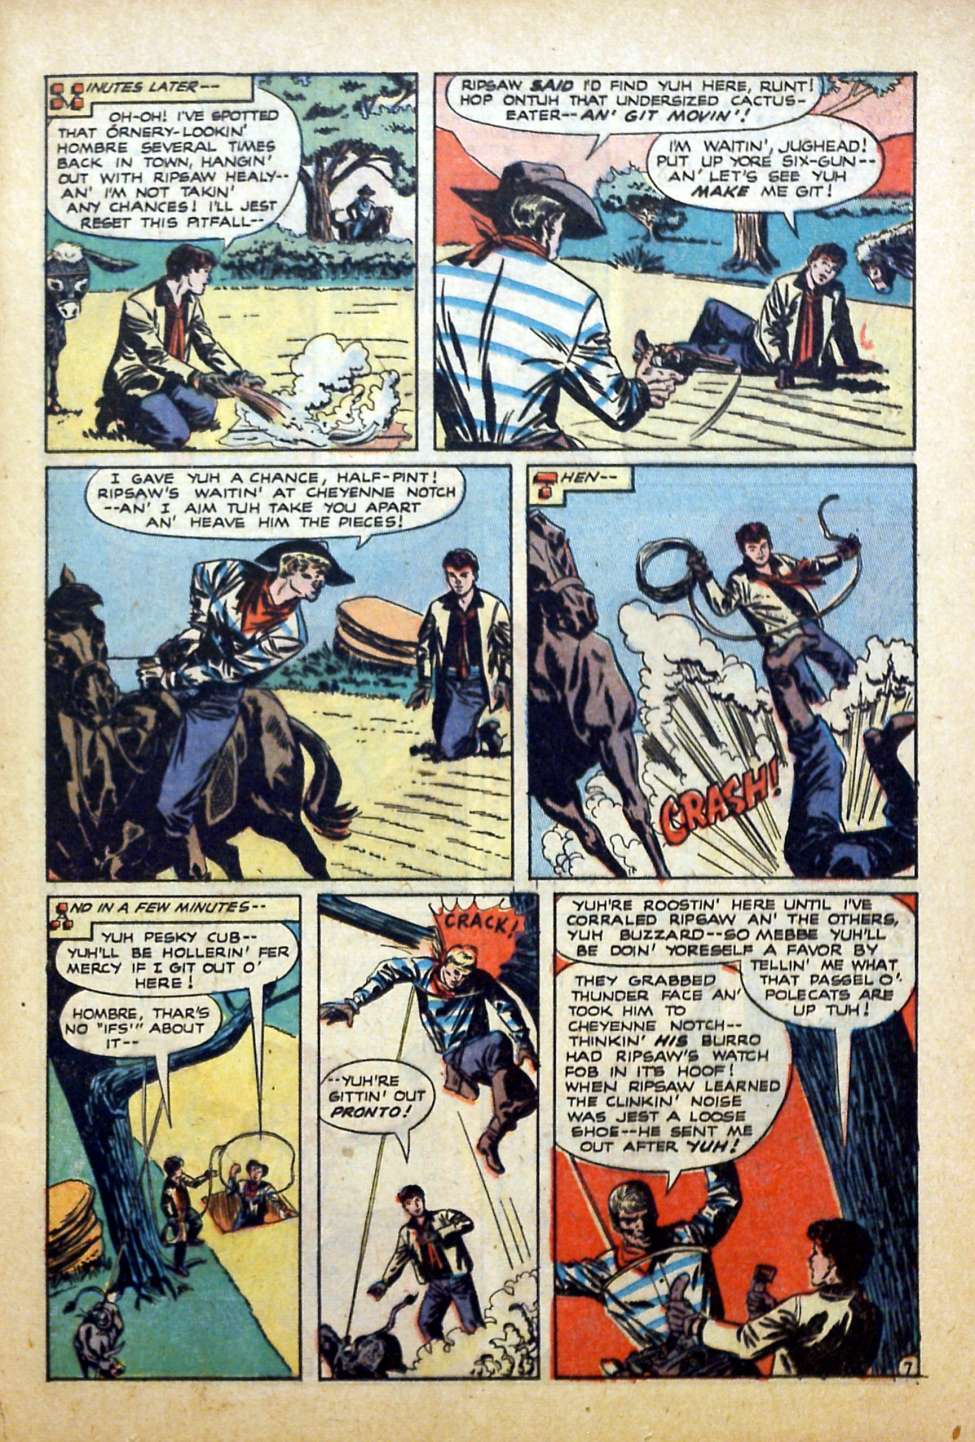 MINUTES LATER--
OH-OH! I'VE SPOTTED
THAT ORNERY-LOOKIN'
HOMBRE SEVERAL TIMES
BACK IN TOWN, HANGIN'
OUT WITH RIPSAW HEALY--
AN' I'M NOT TAKIN'
ANY CHANCES! I'LL JEST
RESET THIS PITFALL--
RIPSAW SAID I'D FIND YUH HERE, RUNT!
HOP ONTUH THAT UNDERSIZED CACTUS-
EATER--AN' GIT MOVIN'!
I'M WAITIN', JUGHEAD!
PUT UP YORE SIX-GUN--
AN' LET'S SEE YUH
MAKE ME GIT!
I GAVE YUH A CHANCE, HALF-PINT!
RIPSAW'S WAITIN' AT CHEYENNE NOTCH
--AN' I AIM TUH TAKE YOU APART
AN' HEAVE HIM THE PIECES!
THEN--
CRASH!
AND IN A FEW MINUTES--
YUH PESKY CUB--
YUH'LL BE HOLLERIN' FER
MERCY IF I GIT OUT O'
HERE!
HOMBRE, THAR'S
NO "IFS'" ABOUT
IT--
CRACK!
--YUH'RE
GITTIN' OUT
PRONTO!
YUH'RE ROOSTIN' HERE UNTIL I'VE
CORRALED RIPSAW AN' THE OTHERS,
YUH BUZZARD--SO MEBBE YUH'LL
BE DOIN' YORESELF A FAVOR BY
TELLIN' ME WHAT
THAT PASSEL O'
POLECATS ARE
UP TUH!
THEY GRABBED
THUNDER FACE AN'
TOOK HIM TO
CHEYENNE NOTCH--
THINKIN' HIS BURRO
HAD RIPSAW'S WATCH
FOB IN IT'S HOOF!
WHEN RIPSAW LEARNED
THE CLINKIN' NOISE
WAS JEST A LOOSE
SHOE--HE SENT ME
OUT AFTER YUH!
7